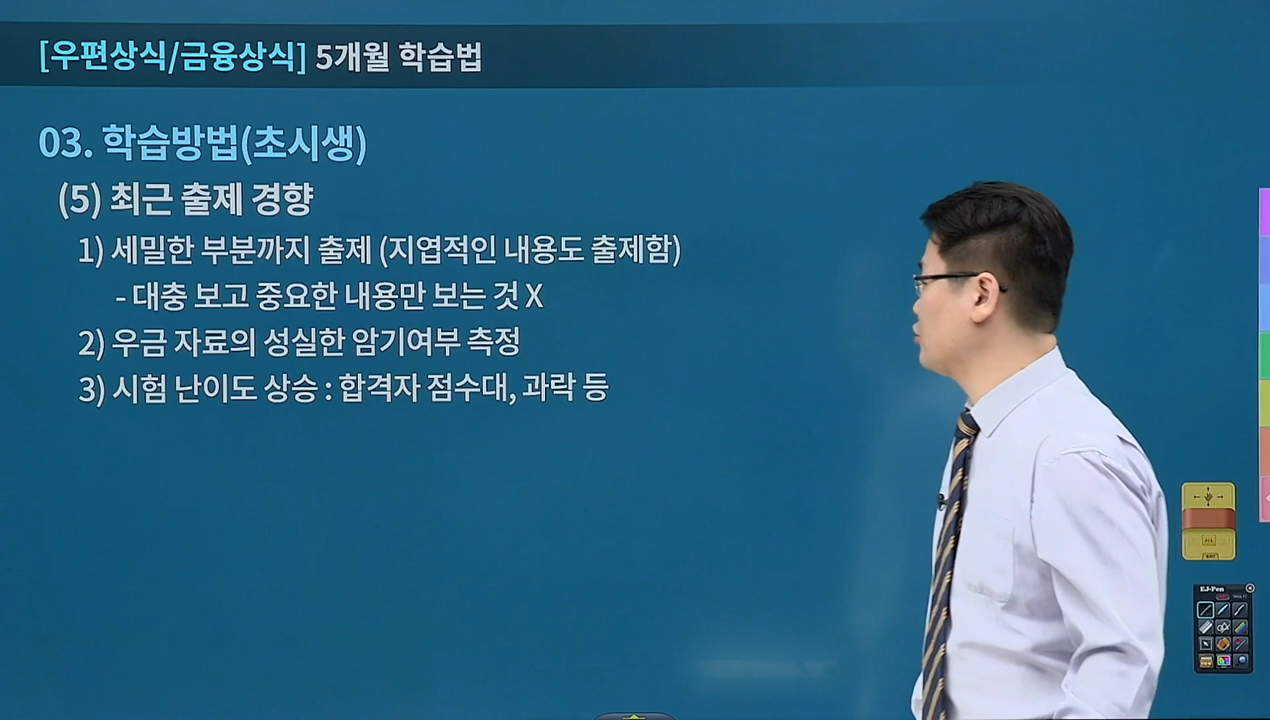 [우편상식/금융상식] 5개월 학습법
03. 학습방법(초시생)
(5) 최근 출제 경향
1) 세밀한 부분까지 출제 (지엽적인 내용도 출제함)
- 대충 보고 중요한 내용만 보는 것 X
2) 우금 자료의 성실한 암기여부 측정
3) 시험 난이도 상승 : 합격자 점수대, 과락 등
ALL
EJ-Pen